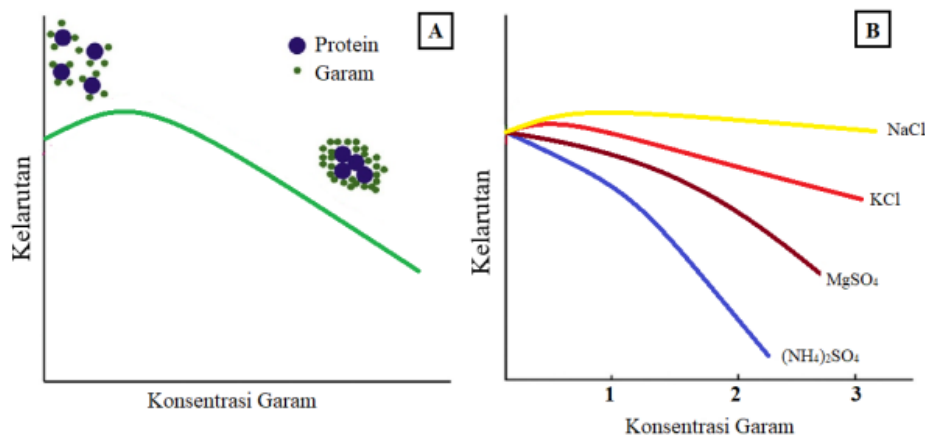 A
Protein
Garam
Kelarutan
Konsentrasi Garam
B
NaCl
KCl
MgSO₄
(NH₄)₂SO₄
Kelarutan
1 2 3
Konsentrasi Garam